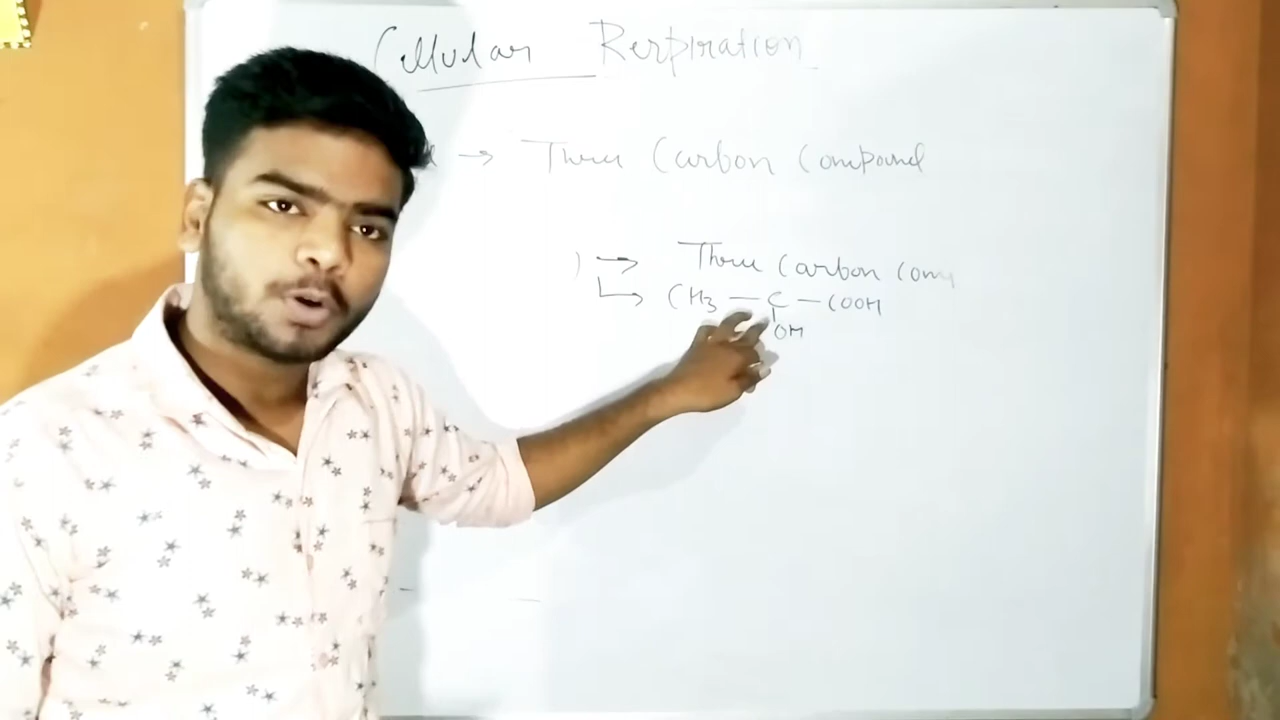 Cellular Respiration
→ Three Carbon Compound
) → Three Carbon Com
↳ CH3 — C — COOH
OH